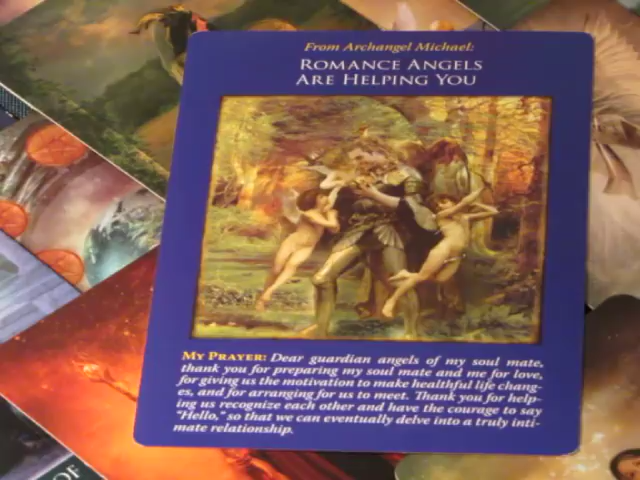 From Archangel Michael:
ROMANCE ANGELS
ARE HELPING YOU
MY PRAYER: Dear guardian angels of my soul mate,
thank you for preparing my soul mate and me for love,
for giving us the motivation to make healthful life chang-
es, and for arranging for us to meet. Thank you for help-
ing us recognize each other and have the courage to say
"Hello," so that we can eventually delve into a truly inti-
mate relationship.
OF